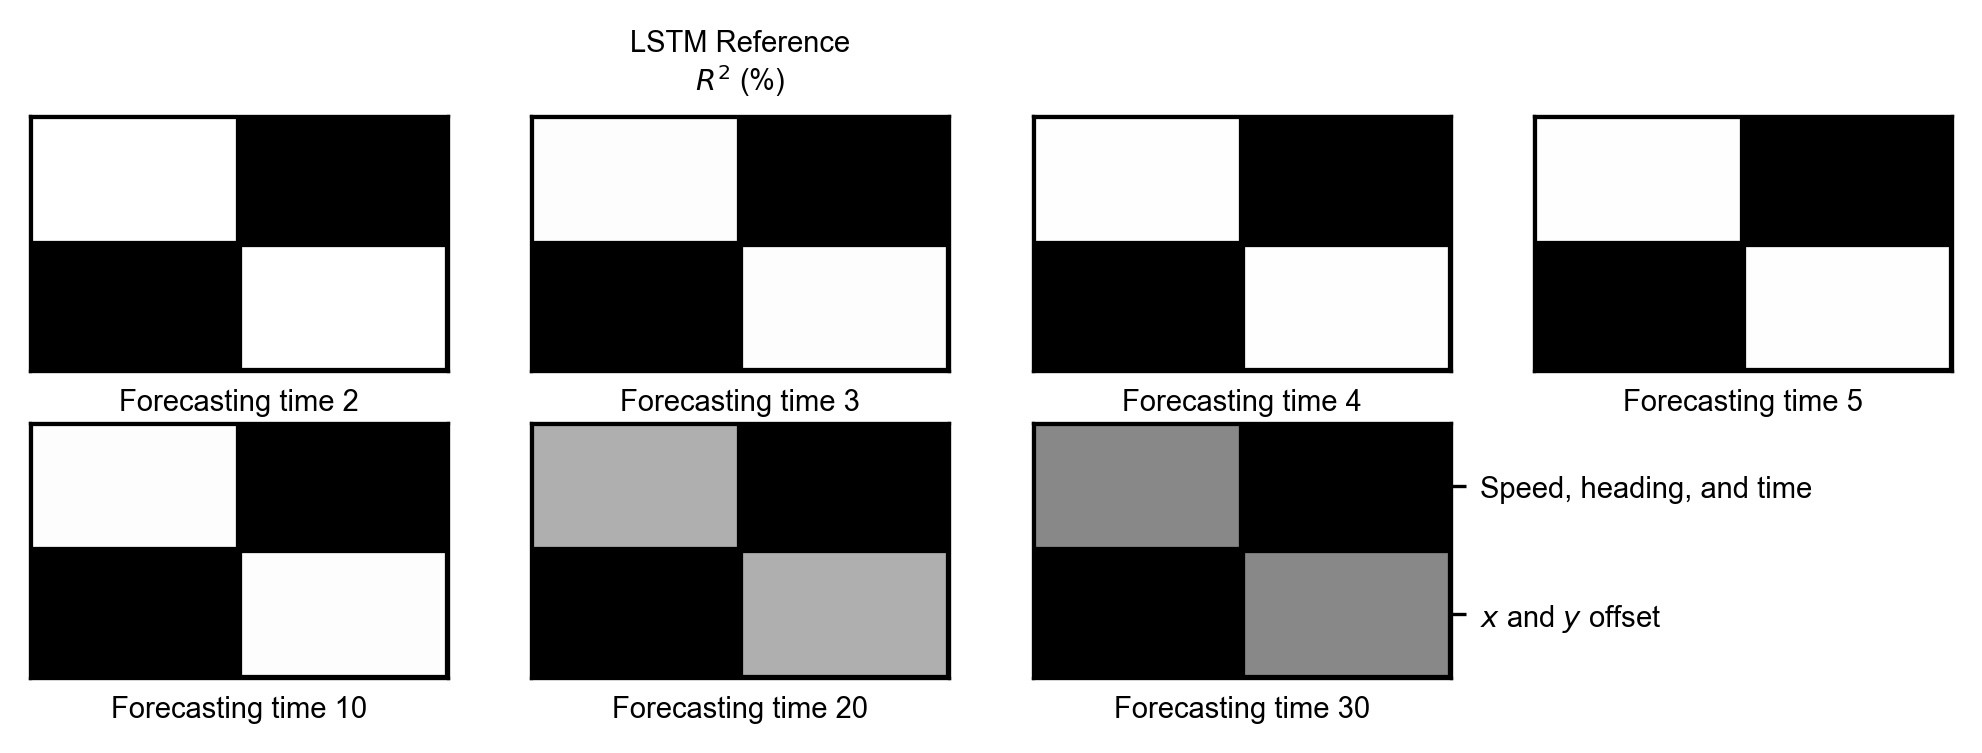 LSTM Reference
R² (%)
Forecasting time 2
Forecasting time 3
Forecasting time 4
Forecasting time 5
Speed, heading, and time
x and y offset
Forecasting time 10
Forecasting time 20
Forecasting time 30